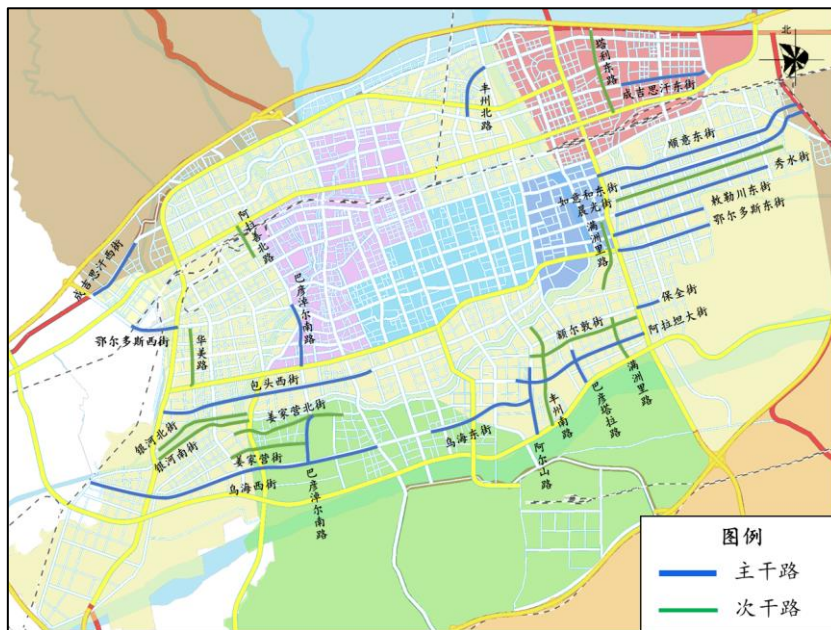 北
塔利东路
成吉思汗东街
丰州北路
顺意东街
秀水街
如意和东街
晨光街
敕勒川东街
鄂尔多斯东街
满洲里路
阿拉善北路
成吉思汗西街
巴彦淖尔南路
保全街
鄂尔多斯西街
额尔敦街
阿拉坦大街
华美路
包头西街
满洲里路
巴彦塔拉路
丰州南路
姜家营北街
银河北街
银河南街
乌海东街
阿尔山路
姜家营街
巴彦淖尔南路
乌海西街
图例
主干路
次干路